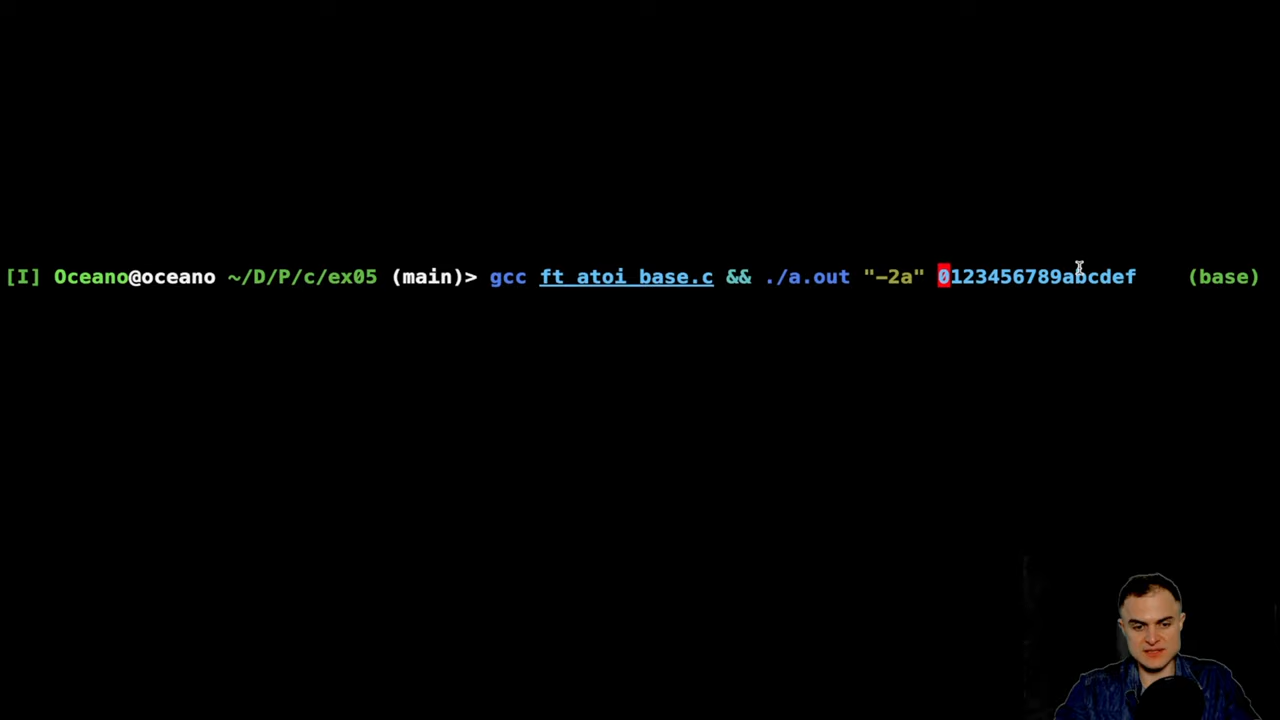 [I] Oceano@oceano ~/D/P/c/ex05 (main)> gcc ft_atoi_base.c && ./a.out "-2a" 0123456789abcdef (base)